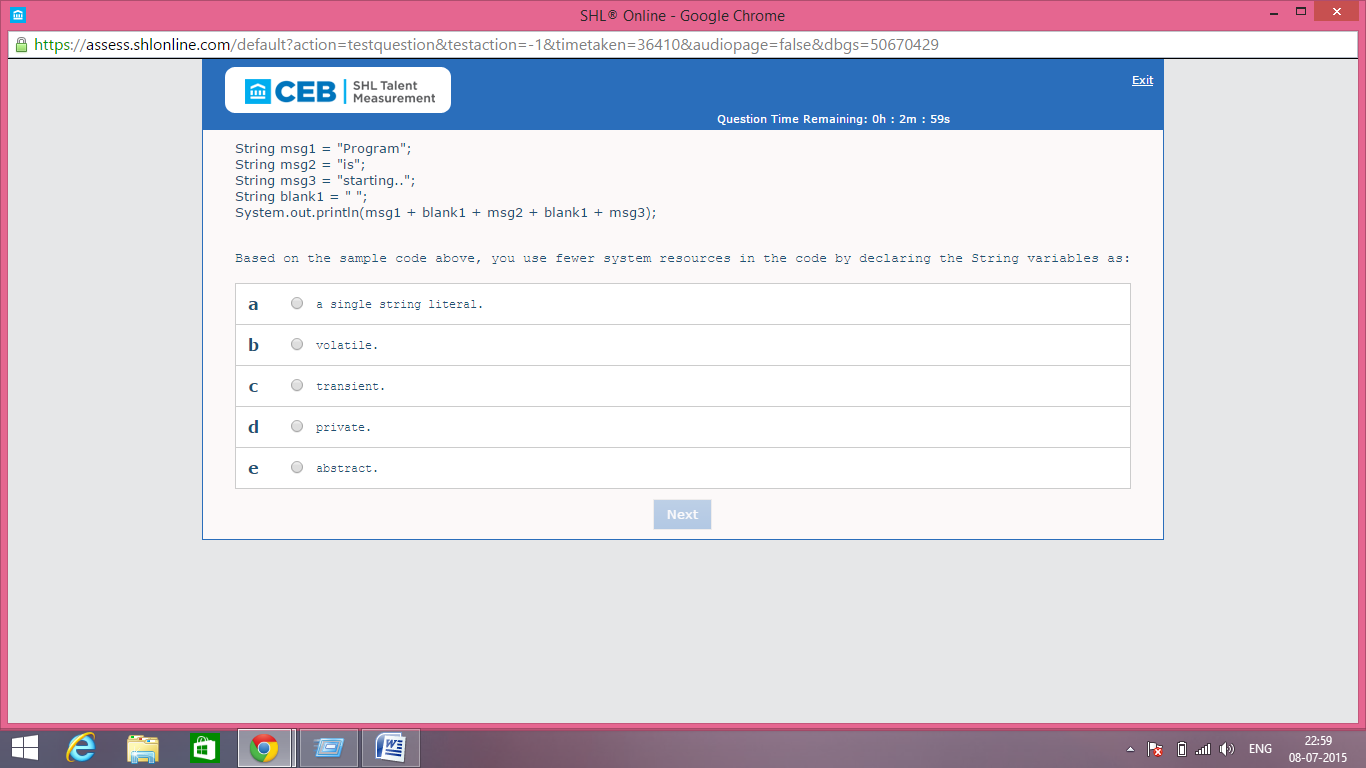 SHL® Online - Google Chrome
https://assess.shlonline.com/default?action=testquestion&testaction=-1&timetaken=36410&audiopage=false&dbgs=50670429
CEB
SHL Talent
Measurement
Exit
Question Time Remaining: 0h : 2m : 59s
String msg1 = "Program";
String msg2 = "is";
String msg3 = "starting..";
String blank1 = " ";
System.out.println(msg1 + blank1 + msg2 + blank1 + msg3);
Based on the sample code above, you use fewer system resources in the code by declaring the String variables as:
a a single string literal.
b volatile.
c transient.
d private.
e abstract.
Next
ENG
22:59
08-07-2015